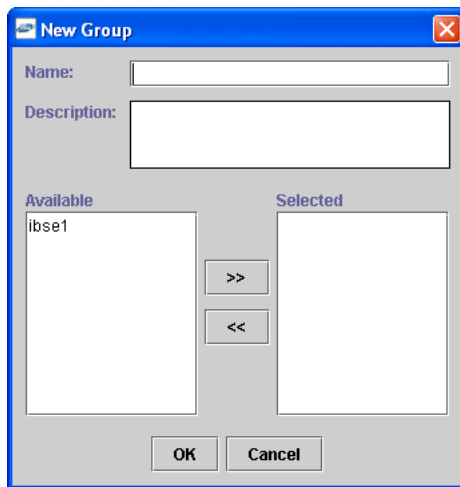 New Group
Name:
Description:
Available
Selected
ibse1
>>
<<
OK
Cancel